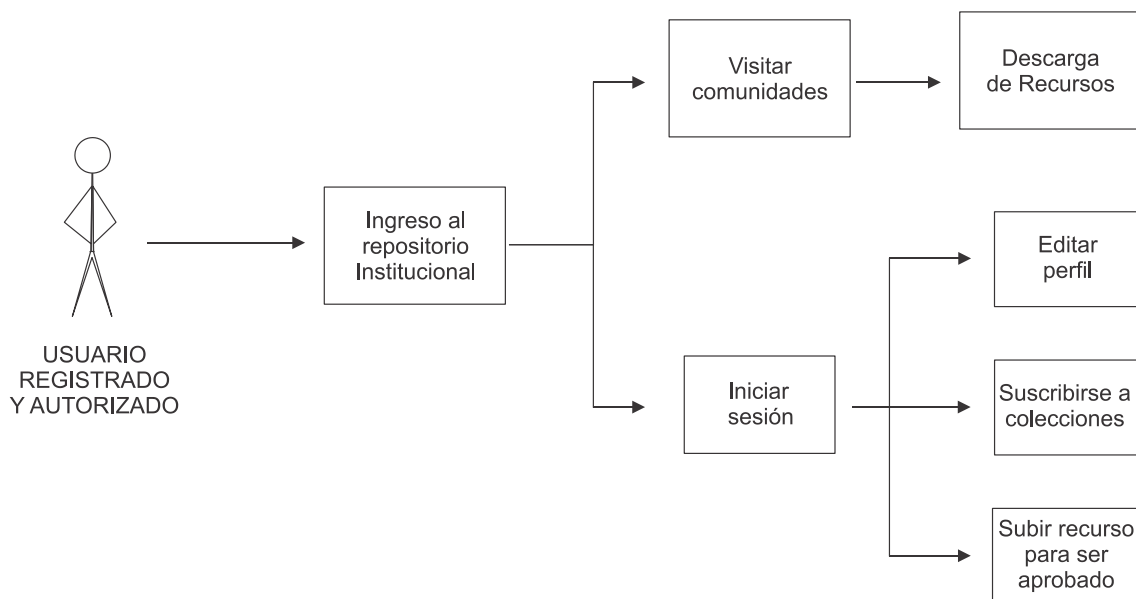 Visitar
comunidades
Descarga
de Recursos
Ingreso al
repositorio
Institucional
USUARIO
REGISTRADO
Y AUTORIZADO
Iniciar
sesión
Editar
perfil
Suscribirse a
colecciones
Subir recurso
para ser
aprobado